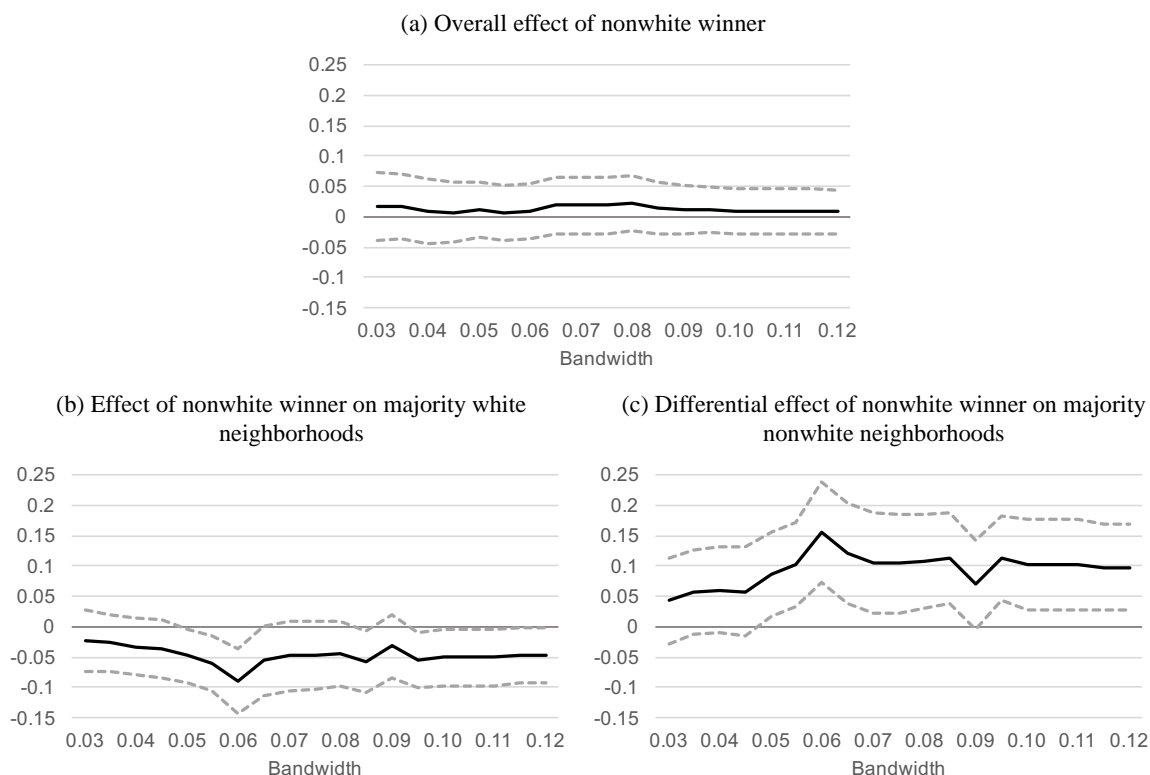 (a) Overall effect of nonwhite winner
0.25
0.2
0.15
0.1
0.05
0
-0.05
-0.1
-0.15
0.03 0.04 0.05 0.06 0.07 0.08 0.09 0.10 0.11 0.12
Bandwidth
(b) Effect of nonwhite winner on majority white
neighborhoods
0.25
0.2
0.15
0.1
0.05
0
-0.05
-0.1
-0.15
0.03 0.04 0.05 0.06 0.07 0.08 0.09 0.10 0.11 0.12
Bandwidth
(c) Differential effect of nonwhite winner on majority
nonwhite neighborhoods
0.25
0.2
0.15
0.1
0.05
0
-0.05
-0.1
-0.15
0.03 0.04 0.05 0.06 0.07 0.08 0.09 0.10 0.11 0.12
Bandwidth